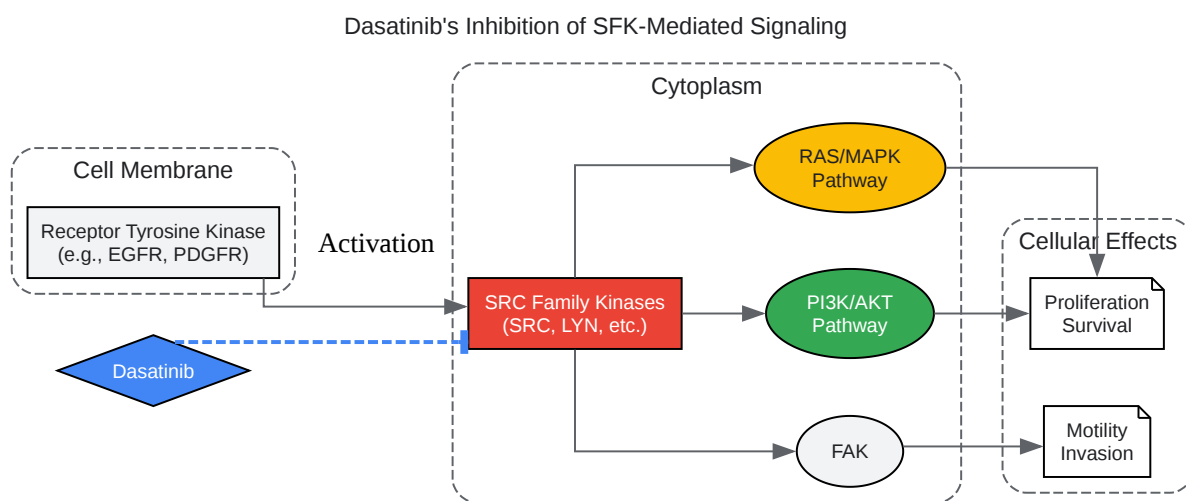 Dasatinib's Inhibition of SFK-Mediated Signaling
Cytoplasm
Cell Membrane
Receptor Tyrosine Kinase
(e.g., EGFR, PDGFR)
Activation
Dasatinib
SRC Family Kinases
(SRC, LYN, etc.)
RAS/MAPK
Pathway
PI3K/AKT
Pathway
FAK
Cellular Effects
Proliferation
Survival
Motility
Invasion